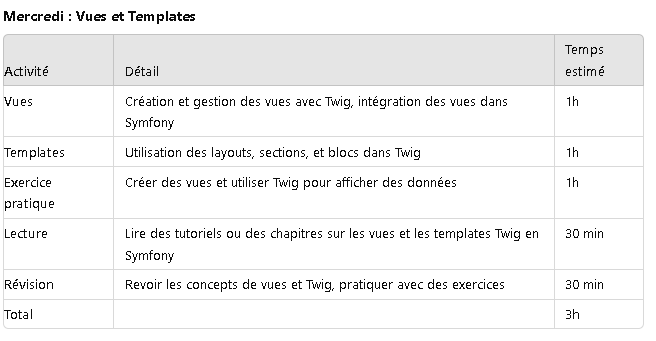 Mercredi : Vues et Templates
Temps
Activité Détail estimé
Vues Création et gestion des vues avec Twig, intégration des vues dans 1h
Symfony
Templates Utilisation des layouts, sections, et blocs dans Twig 1h
Exercice Créer des vues et utiliser Twig pour afficher des données 1h
pratique
Lecture Lire des tutoriels ou des chapitres sur les vues et les templates Twig en 30 min
Symfony
Révision Revoir les concepts de vues et Twig, pratiquer avec des exercices 30 min
Total 3h